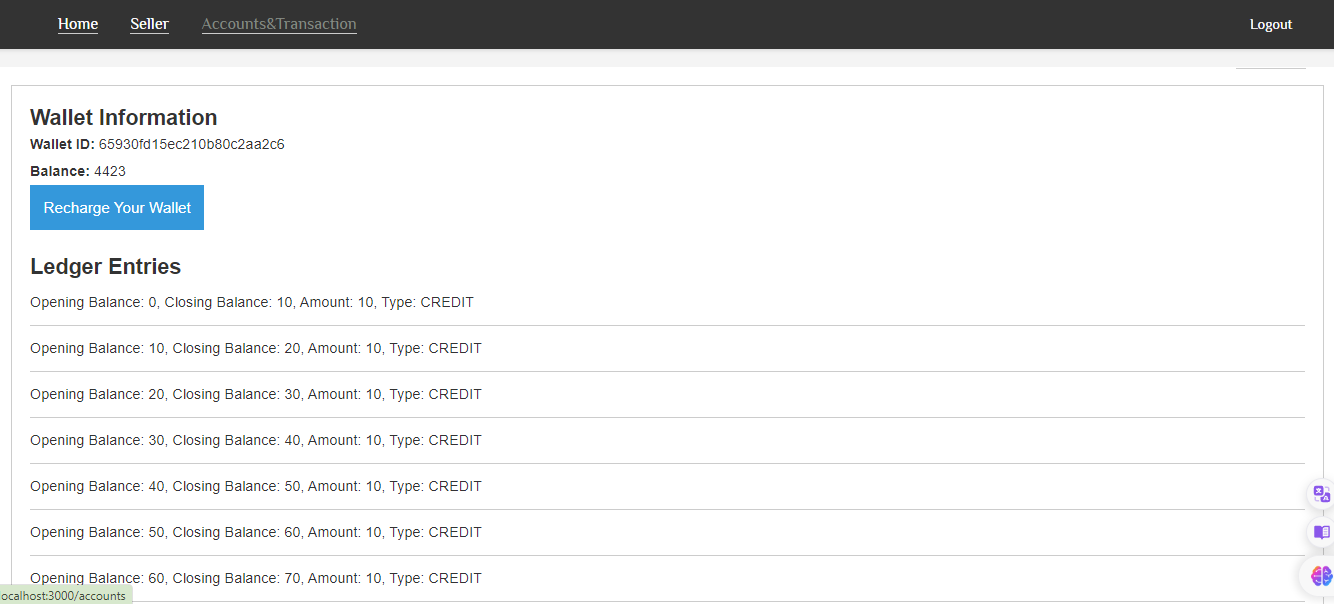 Home Seller Accounts&Transaction Logout
Wallet Information
Wallet ID: 65930fd15ec210b80c2aa2c6
Balance: 4423
Recharge Your Wallet
Ledger Entries
Opening Balance: 0, Closing Balance: 10, Amount: 10, Type: CREDIT
Opening Balance: 10, Closing Balance: 20, Amount: 10, Type: CREDIT
Opening Balance: 20, Closing Balance: 30, Amount: 10, Type: CREDIT
Opening Balance: 30, Closing Balance: 40, Amount: 10, Type: CREDIT
Opening Balance: 40, Closing Balance: 50, Amount: 10, Type: CREDIT
Opening Balance: 50, Closing Balance: 60, Amount: 10, Type: CREDIT
Opening Balance: 60, Closing Balance: 70, Amount: 10, Type: CREDIT
ocalhost:3000/accounts